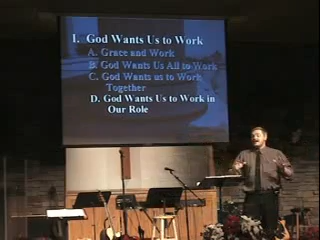 I. God Wants Us to Work
A. Grace and Work
B. God Wants Us All to Work
C. God Wants us to Work
Together
D. God Wants Us to Work in
Our Role